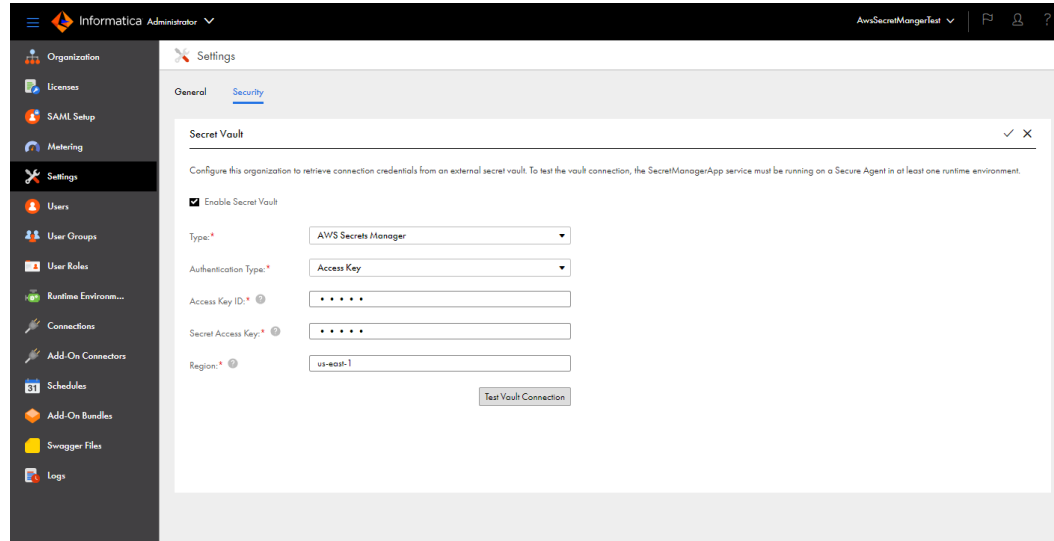 Informatica Administrator
AwsSecretMangerTest
?
Organization
Licenses
SAML Setup
Metering
Settings
Users
User Groups
User Roles
Runtime Environm...
Connections
Add-On Connectors
31 Schedules
Add-On Bundles
Swagger Files
Logs
Settings
General Security
Secret Vault
Configure this organization to retrieve connection credentials from an external secret vault. To test the vault connection, the SecretManagerApp service must be running on a Secure Agent in at least one runtime environment.
Enable Secret Vault
Type:* AWS Secrets Manager
Authentication Type:* Access Key
Access Key ID:* ? • • • • •
Secret Access Key:* ? • • • • •
Region:* ? us-east-1
Test Vault Connection